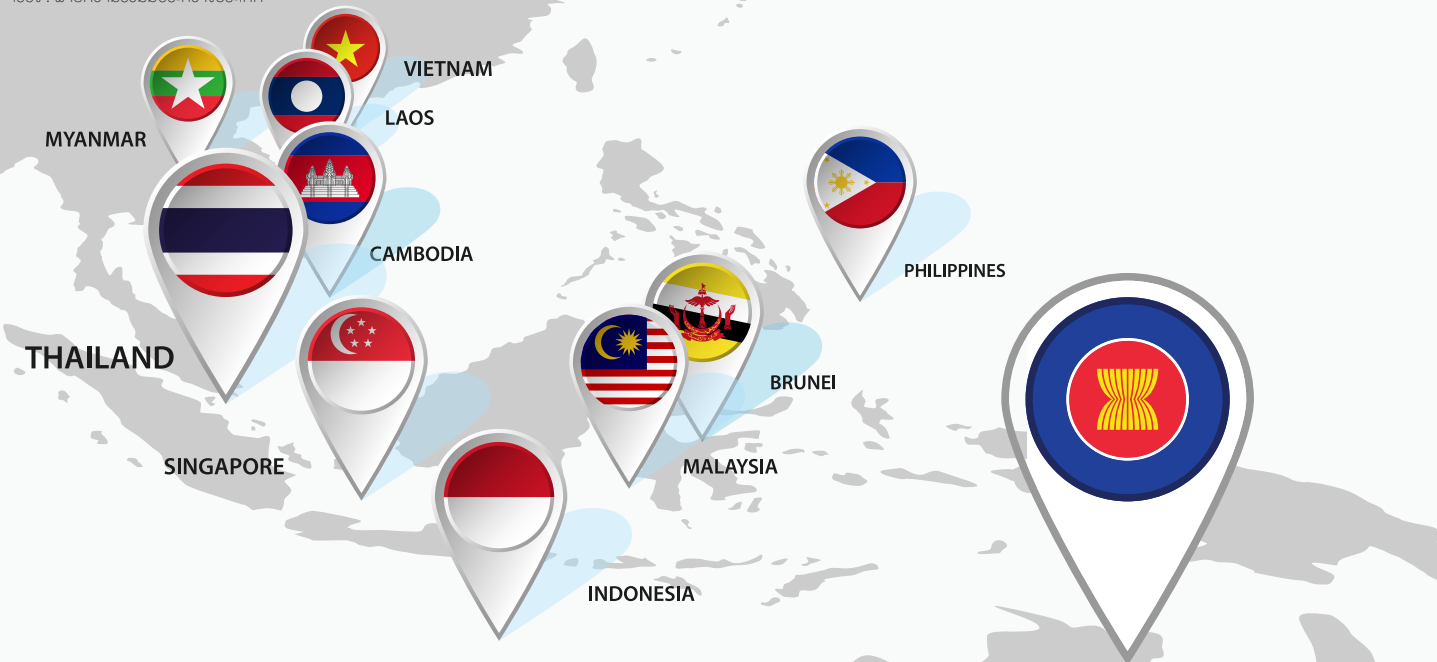 VIETNAM
LAOS
MYANMAR
CAMBODIA
PHILIPPINES
THAILAND
BRUNEI
SINGAPORE
MALAYSIA
INDONESIA